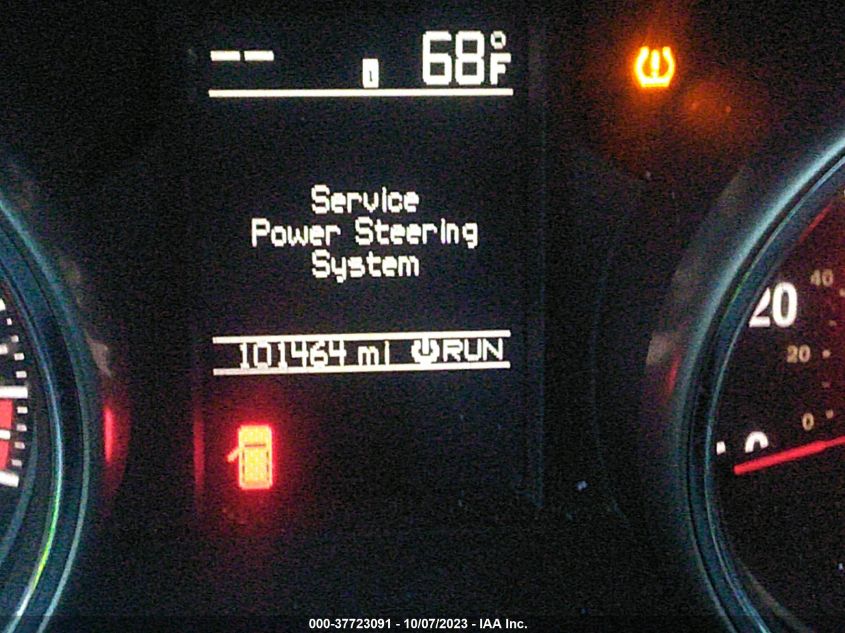 -- 68°F
Service
Power Steering
System
101464 mi RUN
40
20
20
0
0
000-37723091 - 10/07/2023 - IAA Inc.